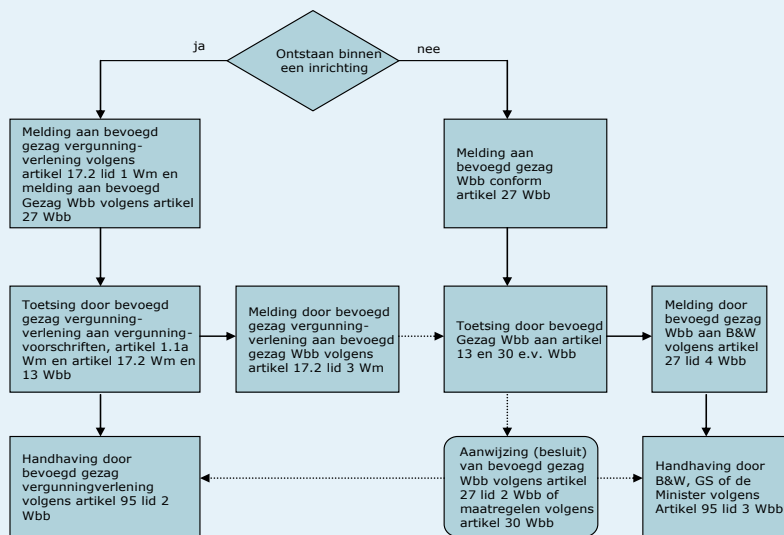 ja
Ontstaan binnen
een inrichting
nee
Melding aan bevoegd
gezag vergunning-
verlening volgens
artikel 17.2 lid 1 Wm en
melding aan bevoegd
Gezag Wbb volgens artikel
27 Wbb
Melding aan
bevoegd gezag
Wbb conform
artikel 27 Wbb
Toetsing door bevoegd
gezag vergunning-
verlening aan vergunning-
voorschriften, artikel 1.1a
Wm en artikel 17.2 Wm en
13 Wbb
Melding door bevoegd
gezag vergunning-
verlening aan bevoegd
gezag Wbb volgens
artikel 17.2 lid 3 Wm
Toetsing door bevoegd
Gezag Wbb aan artikel
13 en 30 e.v. Wbb
Melding door
bevoegd gezag
Wbb aan B&W
volgens artikel
27 lid 4 Wbb
Handhaving door
bevoegd gezag
vergunningverlening
volgens artikel 95 lid 2
Wbb
Aanwijzing (besluit)
van bevoegd gezag
Wbb volgens artikel
27 lid 2 Wbb of
maatregelen volgens
artikel 30 Wbb
Handhaving door
B&W, GS of de
Minister volgens
Artikel 95 lid 3 Wbb